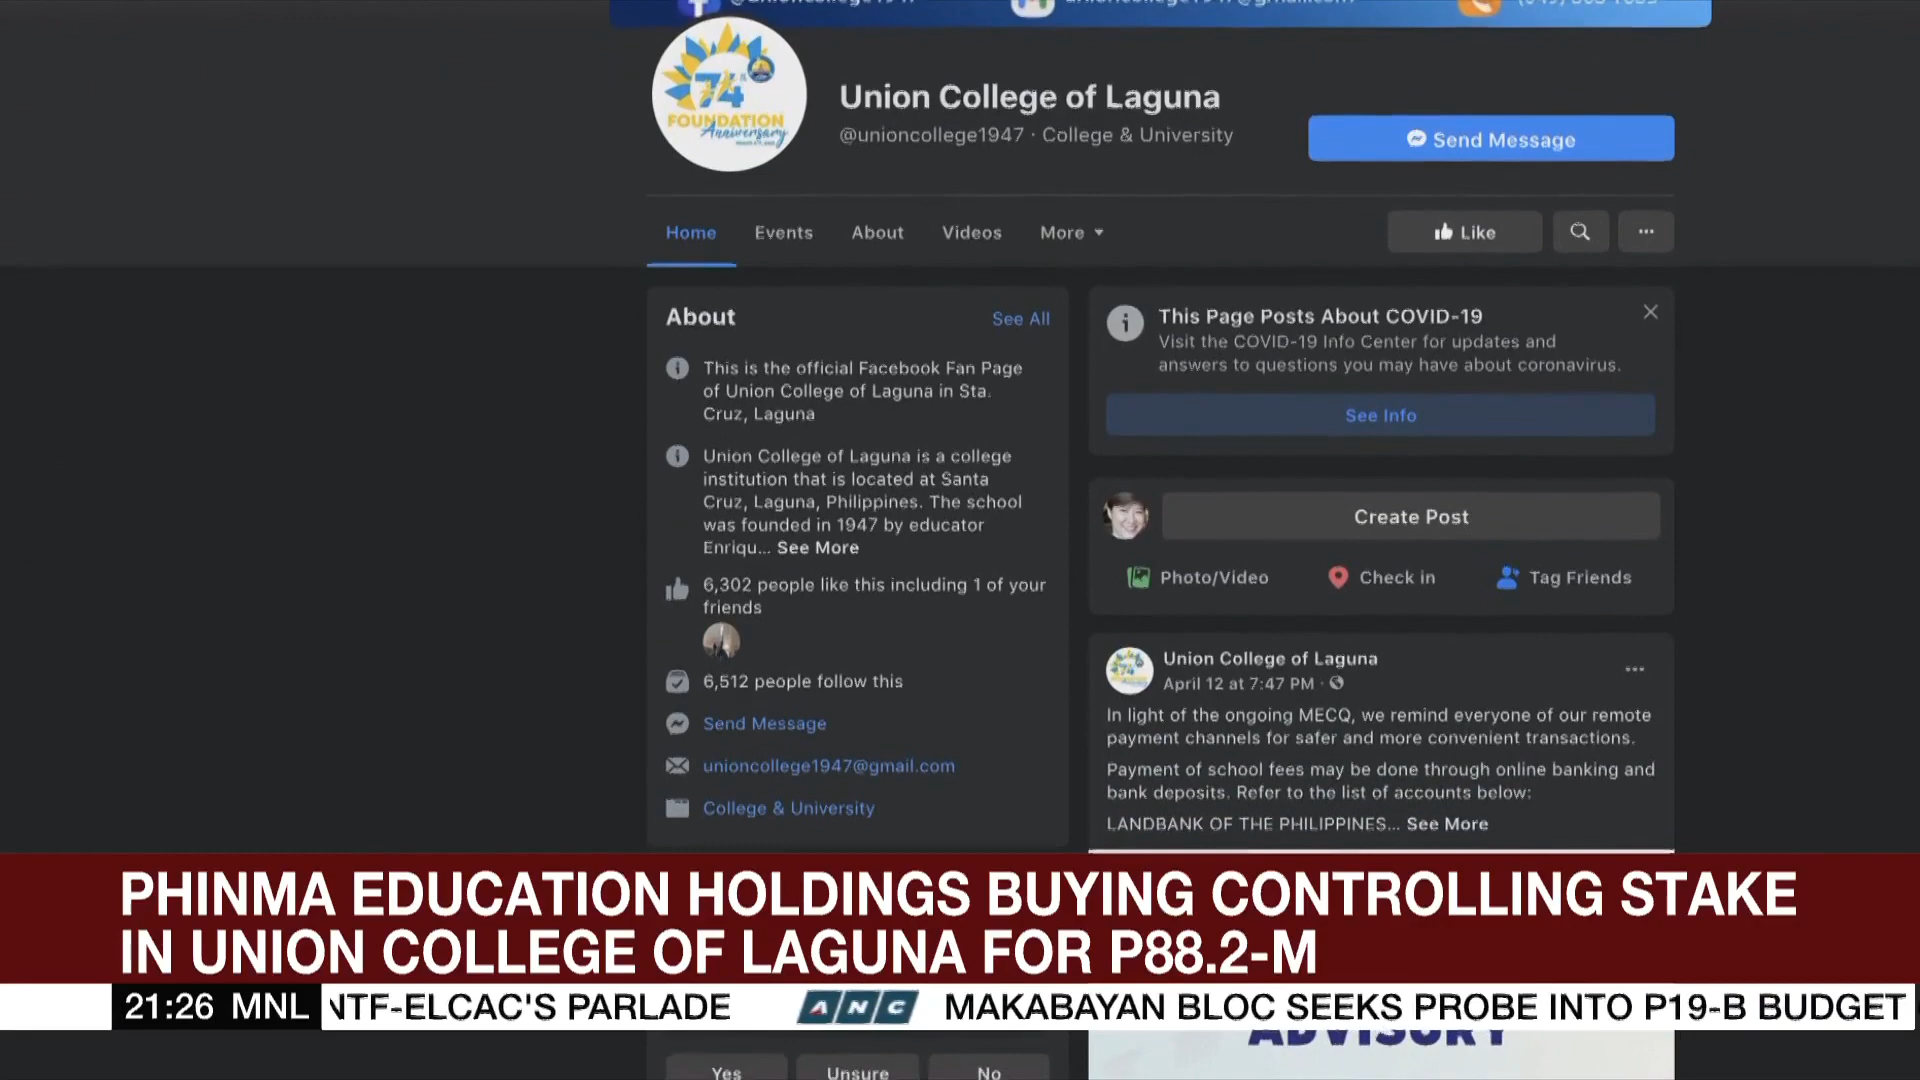 Union College of Laguna
@unioncollege1947 · College & University
Send Message
74th
FOUNDATION
Anniversary
Home
Events
About
Videos
More
Like
About
See All
This is the official Facebook Fan Page
of Union College of Laguna in Sta.
Cruz, Laguna
Union College of Laguna is a college
institution that is located at Santa
Cruz, Laguna, Philippines. The school
was founded in 1947 by educator
Enriqu... See More
6,302 people like this including 1 of your
friends
6,512 people follow this
Send Message
unioncollege1947@gmail.com
College & University
This Page Posts About COVID-19
Visit the COVID-19 Info Center for updates and
answers to questions you may have about coronavirus.
See Info
Create Post
Photo/Video
Check in
Tag Friends
Union College of Laguna
April 12 at 7:47 PM ·
In light of the ongoing MECQ, we remind everyone of our remote
payment channels for safer and more convenient transactions.
Payment of school fees may be done through online banking and
bank deposits. Refer to the list of accounts below:
LANDBANK OF THE PHILIPPINES... See More
PHINMA EDUCATION HOLDINGS BUYING CONTROLLING STAKE
IN UNION COLLEGE OF LAGUNA FOR P88.2-M
21:26 MNL
NTF-ELCAC'S PARLADE
ANC
MAKABAYAN BLOC SEEKS PROBE INTO P19-B BUDGET
ADVISORY
Yes
Unsure
No